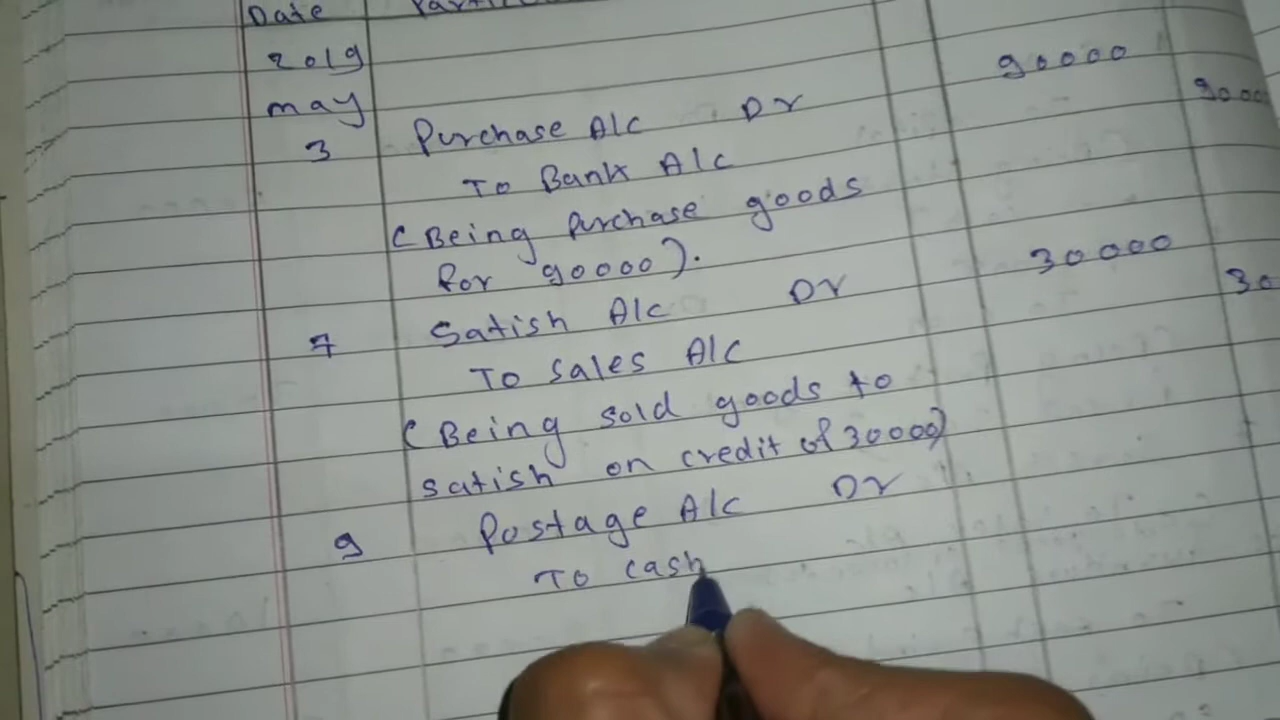 Date
2019
may
90000
3 Purchase A/c Dr
To Bank A/c
(Being purchase goods
for 90000).
30000
7 Satish A/c Dr
To Sales A/c
(Being sold goods to
satish on credit of 30000)
9 Postage A/c Dr
To cash